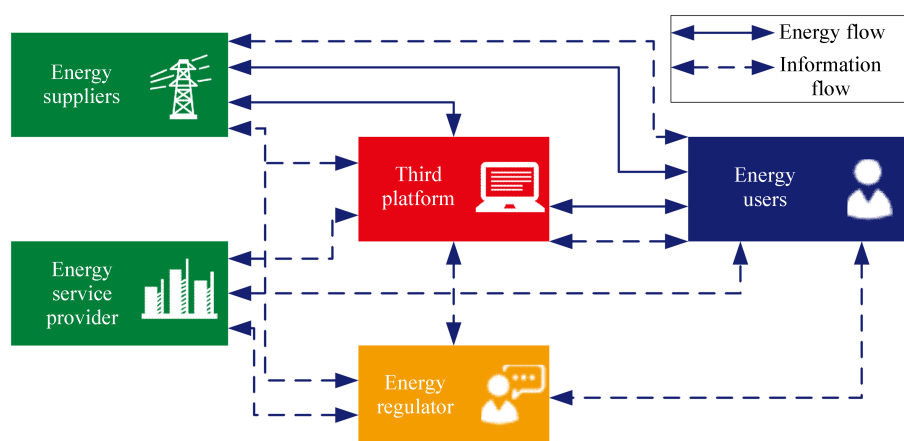 Energy
suppliers
Energy flow
Information
flow
Third
platform
Energy
users
Energy
service
provider
Energy
regulator